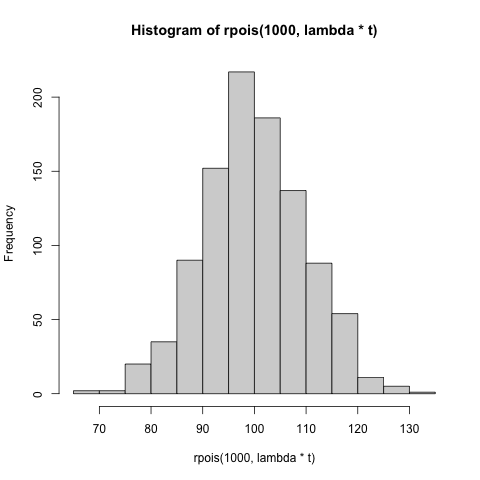 Histogram of rpois(1000, lambda * t)
Frequency
200
150
100
50
0
70 80 90 100 110 120 130
rpois(1000, lambda * t)